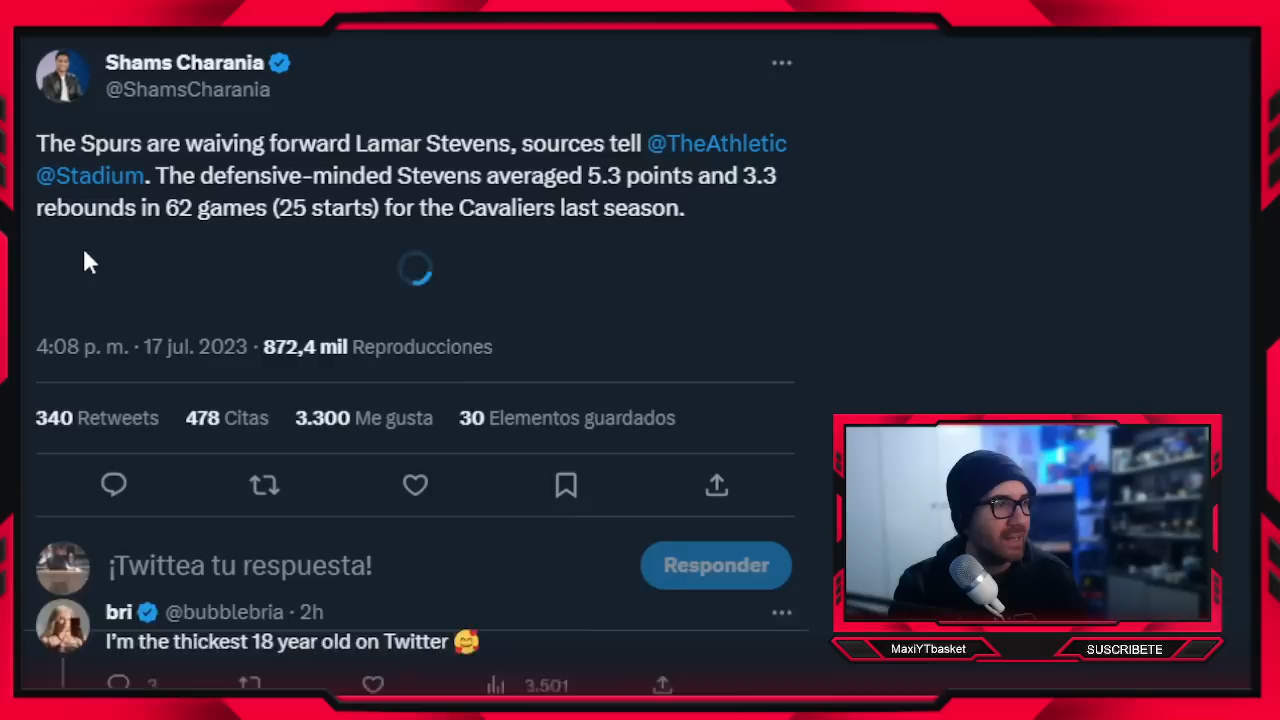 Shams Charania
@ShamsCharania
The Spurs are waiving forward Lamar Stevens, sources tell @TheAthletic
@Stadium. The defensive-minded Stevens averaged 5.3 points and 3.3
rebounds in 62 games (25 starts) for the Cavaliers last season.
4:08 p. m. · 17 jul. 2023 · 872,4 mil Reproducciones
340 Retweets 478 Citas 3.300 Me gusta 30 Elementos guardados
¡Twittea tu respuesta!
Responder
bri @bubblebria · 2h
I'm the thickest 18 year old on Twitter 🥰
3 3.501
MaxiYTbasket
SUSCRIBETE